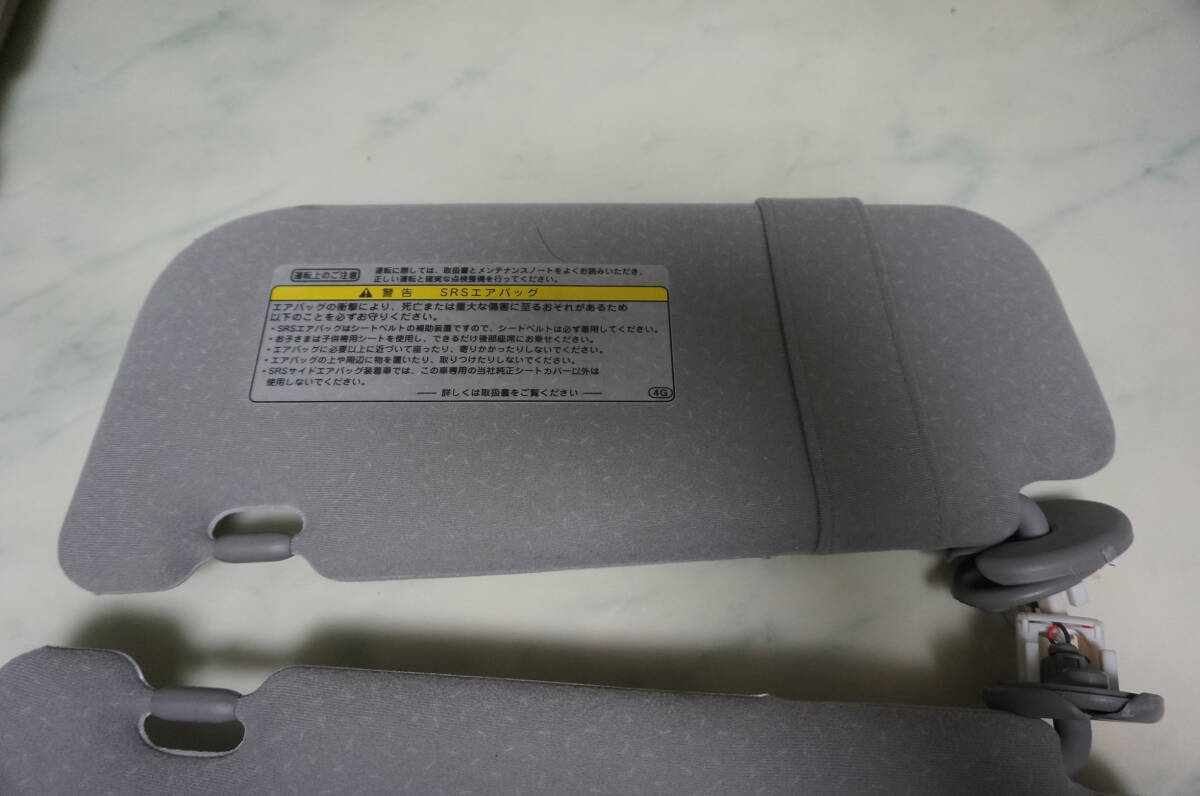 運転上のご注意
運転に際しては、取扱書とメンテナンスノートをよくお読みいただき、
正しい運転と確実な点検整備を行ってください。
警告 SRSエアバッグ
エアバッグの衝撃により、死亡または重大な傷害に至るおそれがあるため
以下のことを必ずお守りください。
・SRSエアバッグはシートベルトの補助装置ですので、シートベルトは必ず着用してください。
・お子さまは子供専用シートを使用し、できるだけ後部座席にお乗せください。
・エアバッグに必要以上に近づいて座ったり、寄りかかったりしないでください。
・エアバッグの上や周辺に物を置いたり、取りつけたりしないでください。
・SRSサイドエアバッグ装着車では、この車専用の当社純正シートカバー以外は
使用しないでください。
── 詳しくは取扱書をご覧ください ──
4G